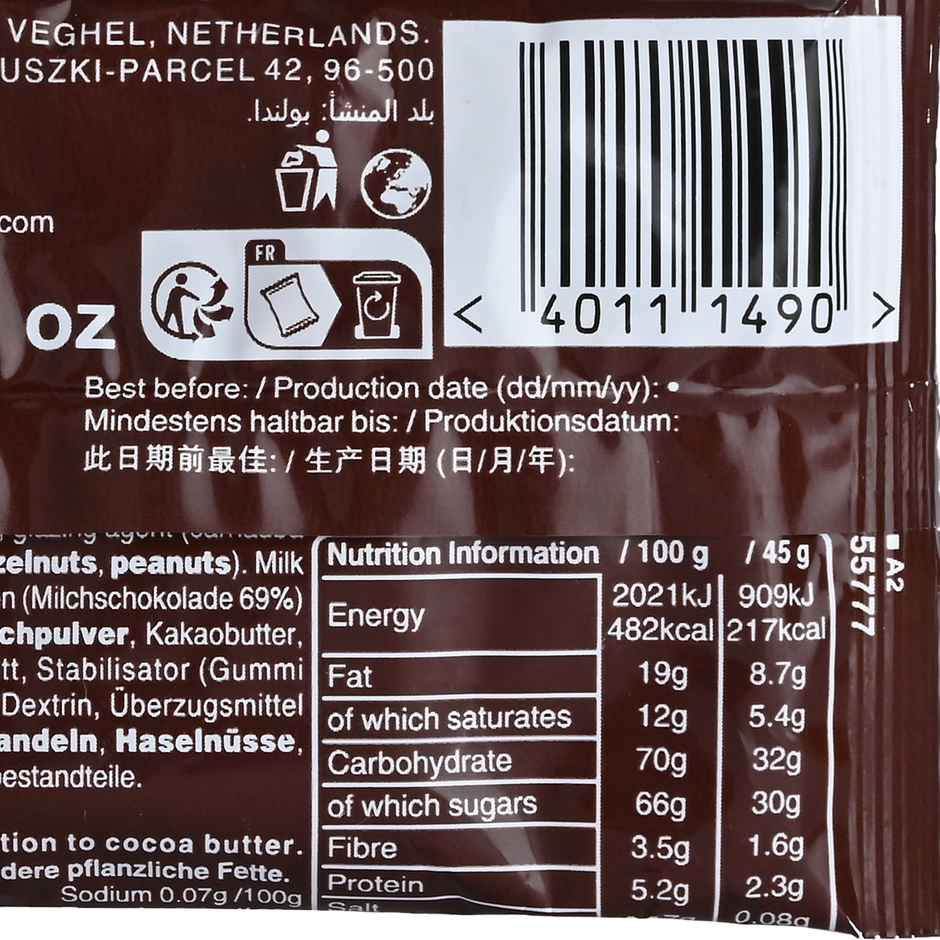 VEGHEL, NETHERLANDS.
USZKI-PARCEL 42, 96-500
بلد المنشأ: بولندا.
com
FR
OZ
< 4011 1490 >
Best before: / Production date (dd/mm/yy): •
Mindestens haltbar bis: / Produktionsdatum:
此日期前最佳: / 生产日期 (日/月/年):
zelnuts, peanuts). Milk
n (Milchschokolade 69%)
chpulver, Kakaobutter,
tt, Stabilisator (Gummi
Dextrin, Überzugsmittel
andeln, Haselnüsse,
estandteile.
tion to cocoa butter.
dere pflanzliche Fette.
Sodium 0.07g /100g
Nutrition Information / 100 g / 45 g
Energy 2021kJ 909kJ
482kcal 217kcal
Fat 19g 8.7g
of which saturates 12g 5.4g
Carbohydrate 70g 32g
of which sugars 66g 30g
Fibre 3.5g 1.6g
Protein 5.2g 2.3g
Salt 0.08g
A2
55777